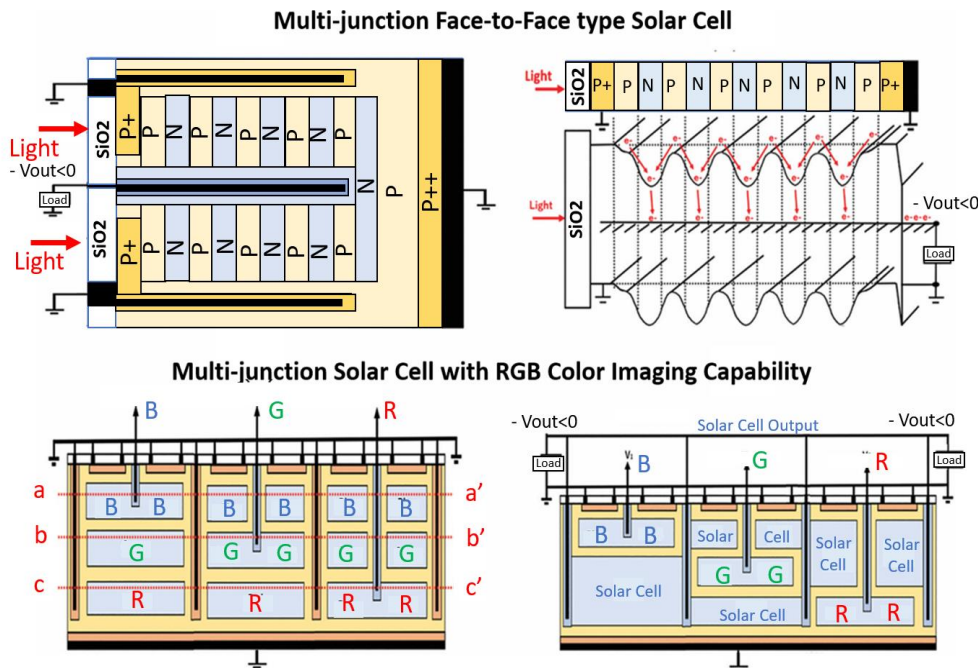 Multi-junction Face-to-Face type Solar Cell
Light
- Vout<0
Load
Light
SiO2
SiO2
P+ P N P N P N P N P
P+ P N P N P N P N P
N
P
P++
Light
SiO2
P+ P N P N P N P N P N P P+
Light
SiO2
e- e- e- e- e- e-
e- e- e- e- e-
e- e- e- e- e-
e-e-e-
- Vout<0
Load
Multi-junction Solar Cell with RGB Color Imaging Capability
B G R
a B B B B B B a’
b G G G G G b’
c R R R R c’
- Vout<0
Solar Cell Output
- Vout<0
Load
Load
B G R
B B
Solar
Cell
Solar
Cell
Solar
Cell
G G
Solar Cell
Solar Cell
R R